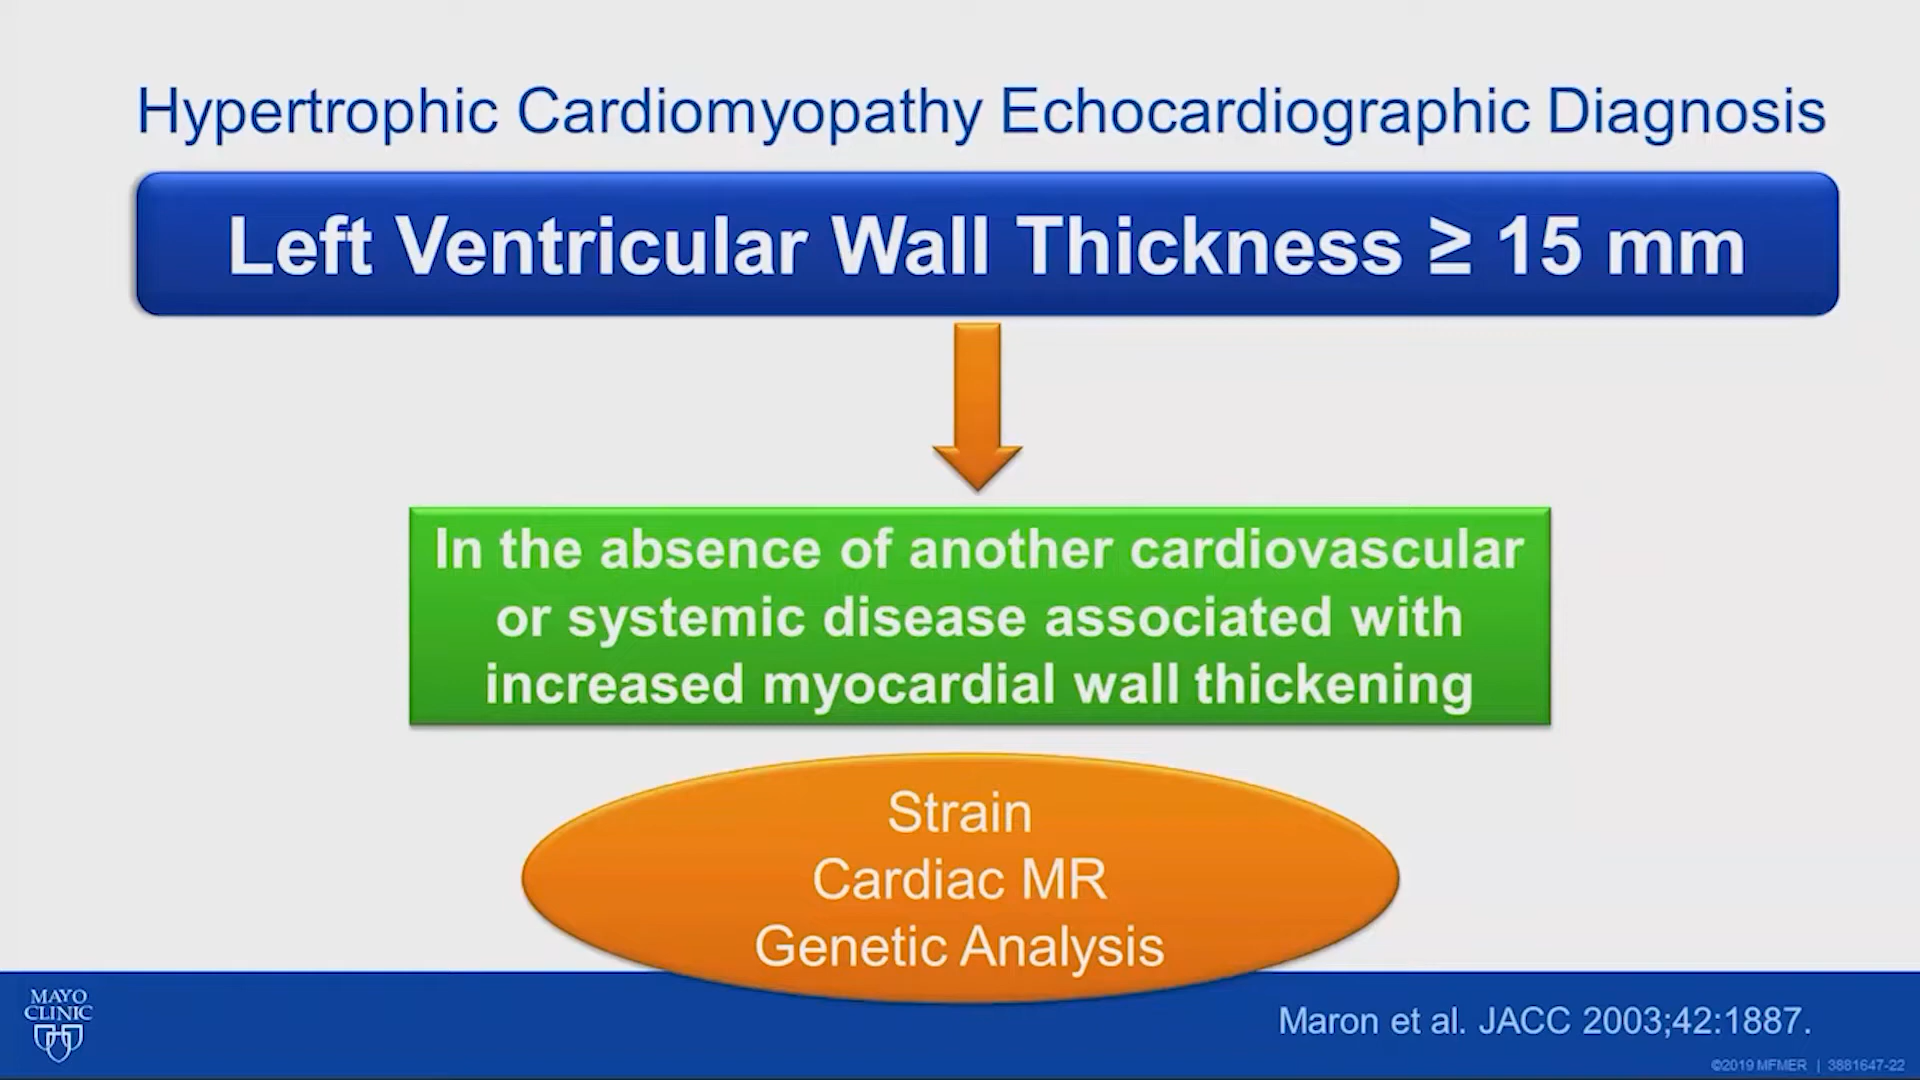 Hypertrophic Cardiomyopathy Echocardiographic Diagnosis
Left Ventricular Wall Thickness ≥ 15 mm
In the absence of another cardiovascular
or systemic disease associated with
increased myocardial wall thickening
Strain
Cardiac MR
Genetic Analysis
MAYO
CLINIC
Maron et al. JACC 2003;42:1887.
©2019 MFMER | 3881647-22